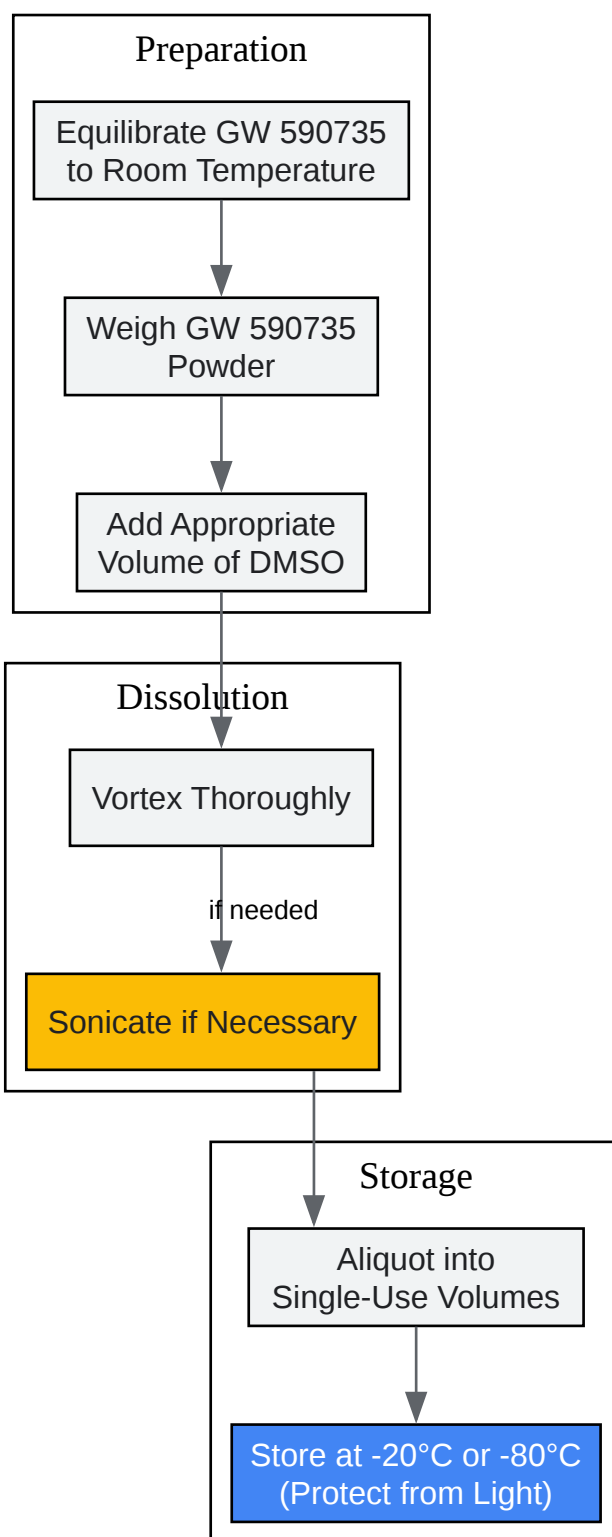 Preparation
Equilibrate GW 590735
to Room Temperature
Weigh GW 590735
Powder
Add Appropriate
Volume of DMSO
Dissolution
Vortex Thoroughly
if needed
Sonicate if Necessary
Storage
Aliquot into
Single-Use Volumes
Store at -20°C or -80°C
(Protect from Light)